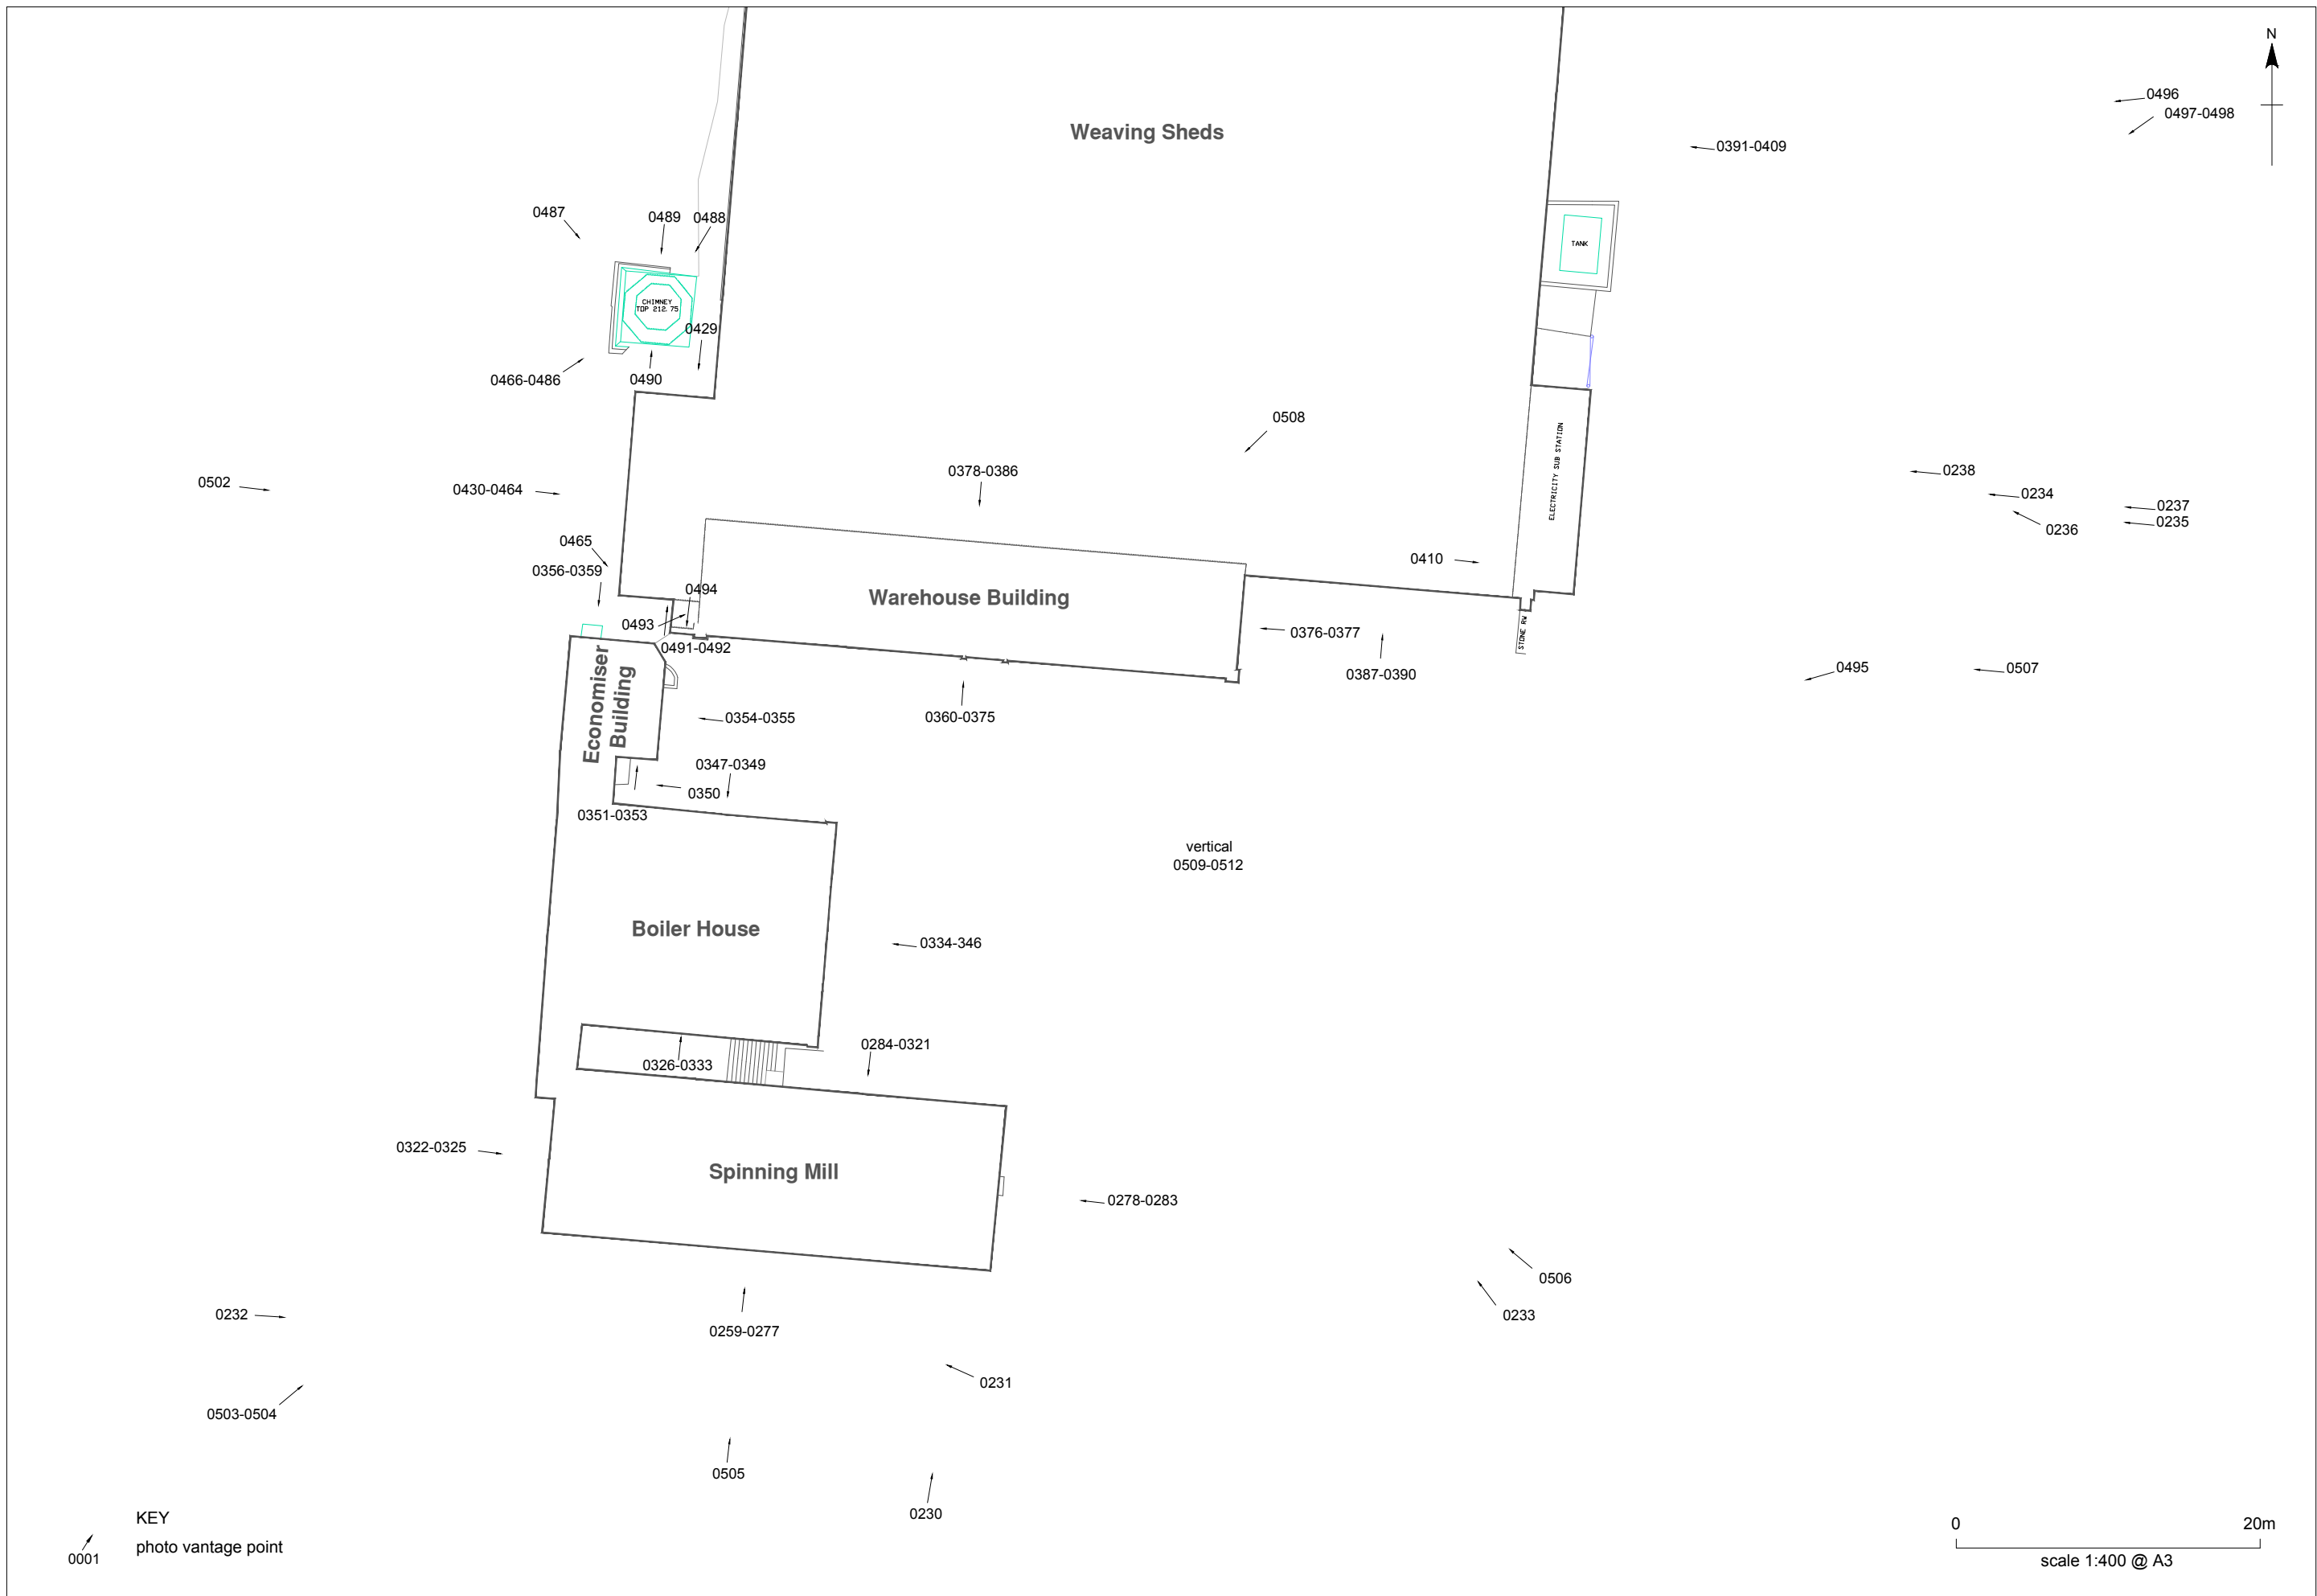 N
0496
0497-0498
Weaving Sheds
0391-0409
0487
0489
0488
TANK
CHIMNEY
TOP 212.75
0429
0466-0486
0490
0508
ELECTRICITY SUB STATION
0378-0386
0238
0502
0430-0464
0234
0237
0235
0236
0465
0410
0356-0359
0494
Warehouse Building
0493
0376-0377
STONE RW
0491-0492
0387-0390
0495
0507
Economiser
Building
0354-0355
0360-0375
0347-0349
0350
0351-0353
vertical
0509-0512
Boiler House
0334-346
0284-0321
0326-0333
0322-0325
Spinning Mill
0278-0283
0506
0232
0233
0259-0277
0231
0503-0504
0505
0230
KEY
0001
photo vantage point
0
20m
scale 1:400 @ A3